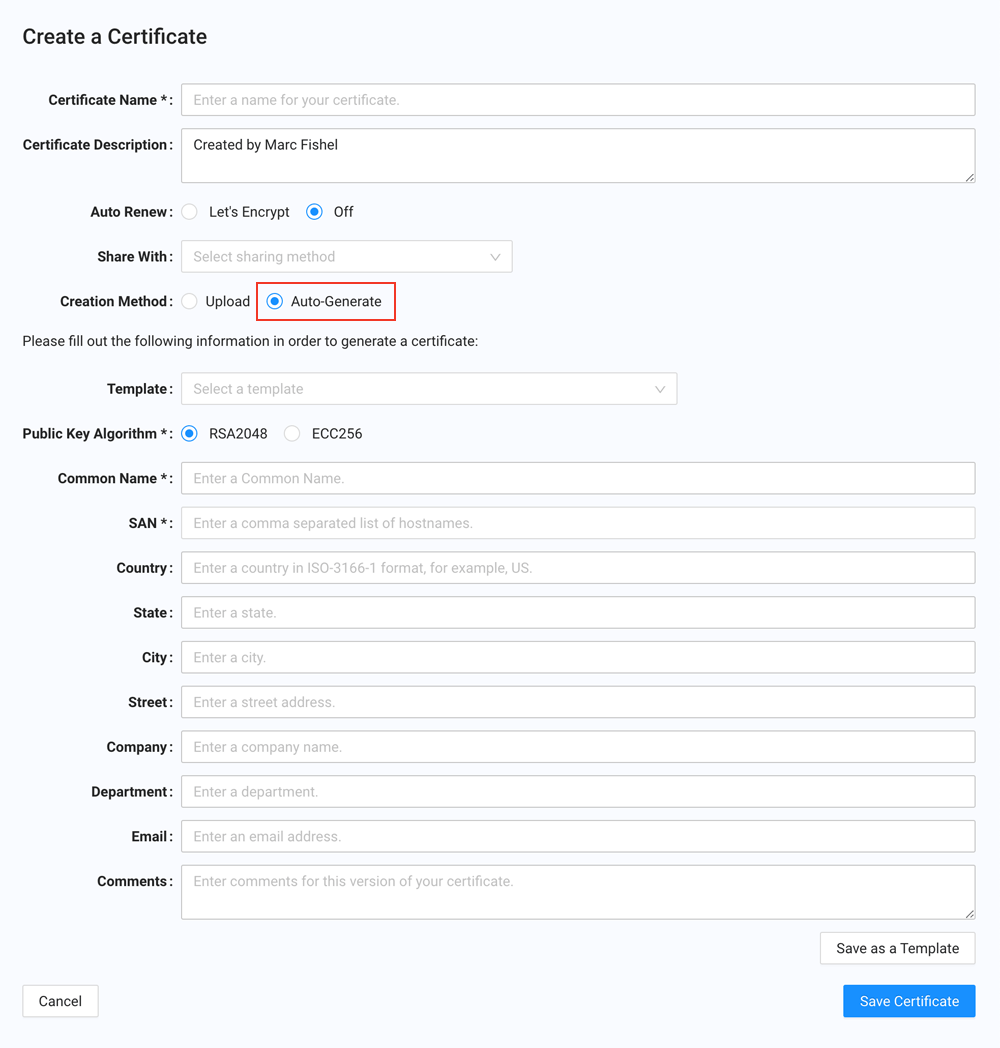 Create a Certificate
Certificate Name * : Enter a name for your certificate.
Certificate Description : Created by Marc Fishel
Auto Renew : Let's Encrypt Off
Share With : Select sharing method
Creation Method : Upload Auto-Generate
Please fill out the following information in order to generate a certificate:
Template : Select a template
Public Key Algorithm * : RSA2048 ECC256
Common Name * : Enter a Common Name.
SAN * : Enter a comma separated list of hostnames.
Country : Enter a country in ISO-3166-1 format, for example, US.
State : Enter a state.
City : Enter a city.
Street : Enter a street address.
Company : Enter a company name.
Department : Enter a department.
Email : Enter an email address.
Comments : Enter comments for this version of your certificate.
Save as a Template
Cancel Save Certificate